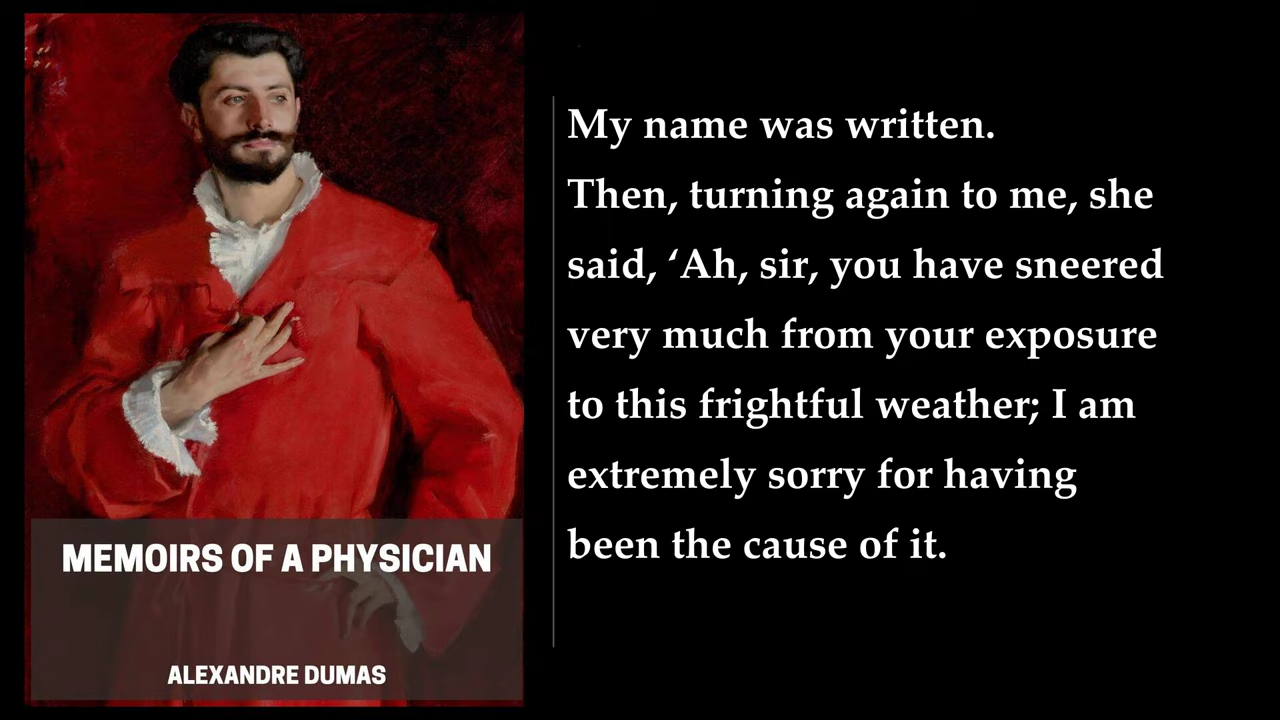 MEMOIRS OF A PHYSICIAN
ALEXANDRE DUMAS
My name was written.
Then, turning again to me, she
said, ‘Ah, sir, you have sneered
very much from your exposure
to this frightful weather; I am
extremely sorry for having
been the cause of it.